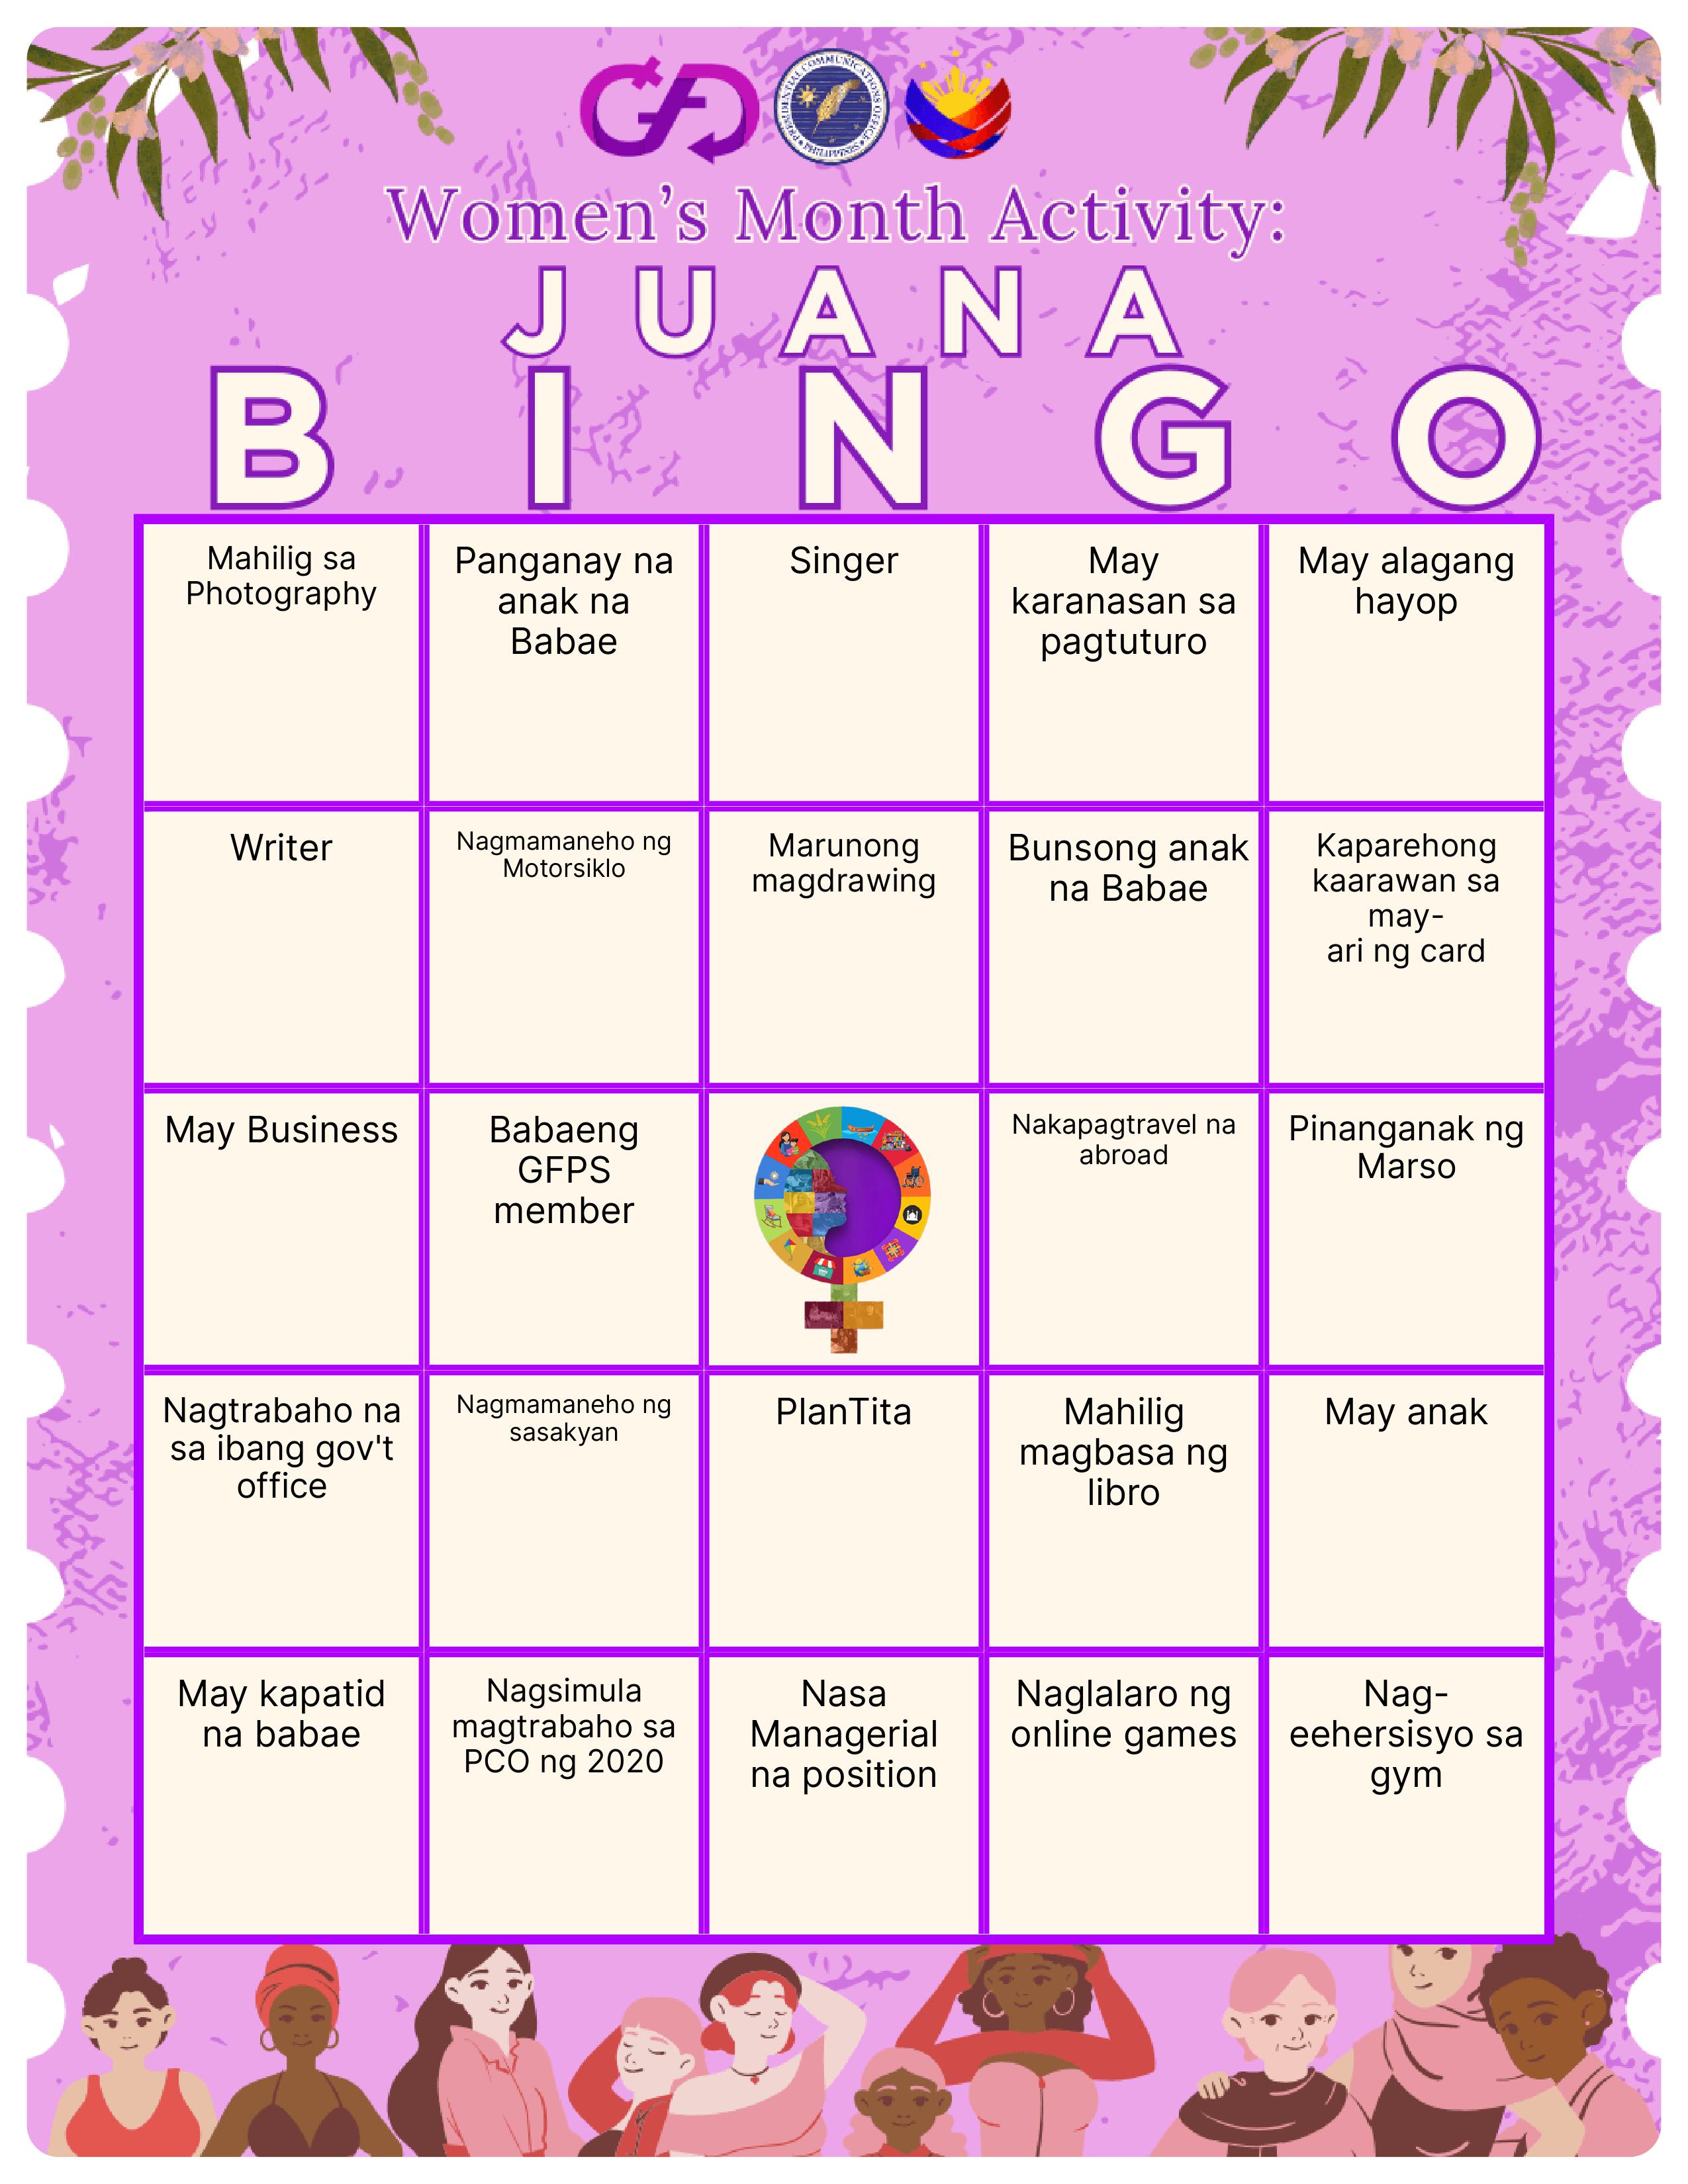 PRESIDENTIAL COMMUNICATIONS OFFICE
PHILIPPINES
Women's Month Activity:
JUANA
BINGO
Mahilig sa
Photography
Panganay na
anak na
Babae
Singer
May
karanasan sa
pagtuturo
May alagang
hayop
Writer
Nagmamaneho ng
Motorsiklo
Marunong
magdrawing
Bunsong anak
na Babae
Kaparehong
kaarawan sa
may-
ari ng card
May Business
Babaeng
GFPS
member
Nakapagtravel na
abroad
Pinanganak ng
Marso
Nagtrabaho na
sa ibang gov't
office
Nagmamaneho ng
sasakyan
PlanTita
Mahilig
magbasa ng
libro
May anak
May kapatid
na babae
Nagsimula
magtrabaho sa
PCO ng 2020
Nasa
Managerial
na position
Naglalaro ng
online games
Nag-
eehersisyo sa
gym